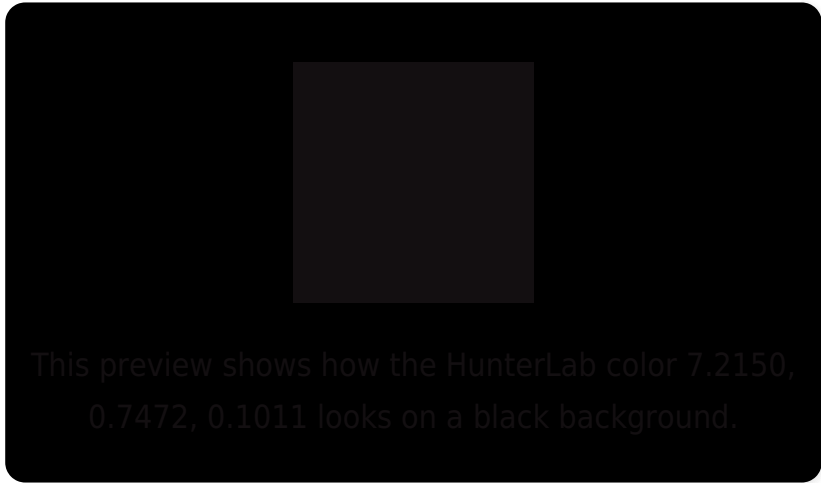 This preview shows how the HunterLab color 7.2150,
0.7472, 0.1011 looks on a black background.